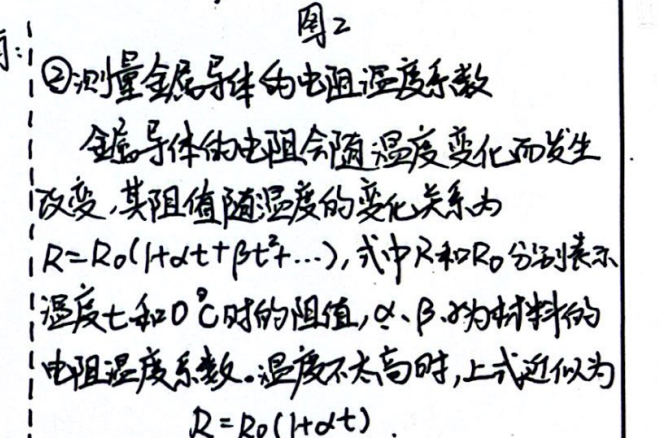 图2
②测量金属导体的电阻温度系数
金属导体的电阻会随温度变化而发生
改变,其阻值随温度的变化关系为
R=R₀(1+αt+βt²+…),式中R和R₀分别表示
温度t和0℃时的阻值,α、β、γ为材料的
电阻温度系数。温度不太高时,上式近似为
R=R₀(1+αt).